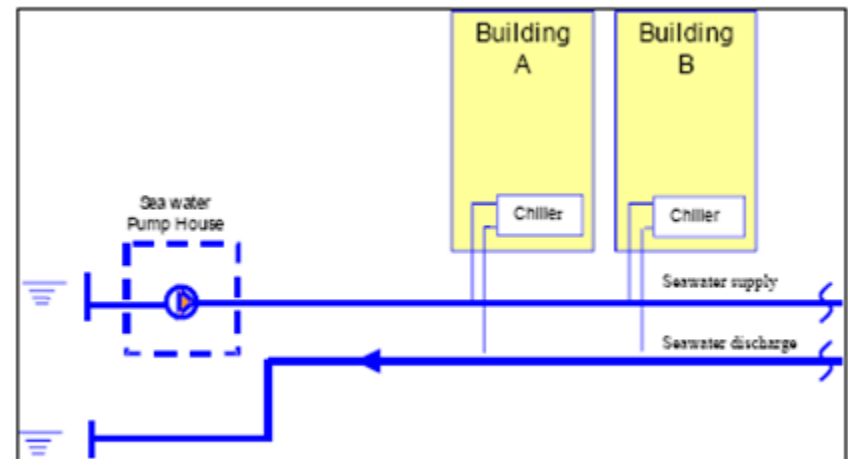 Building
A
Building
B
Sea water
Pump House
Chiller
Chiller
Seawater supply
Seawater discharge